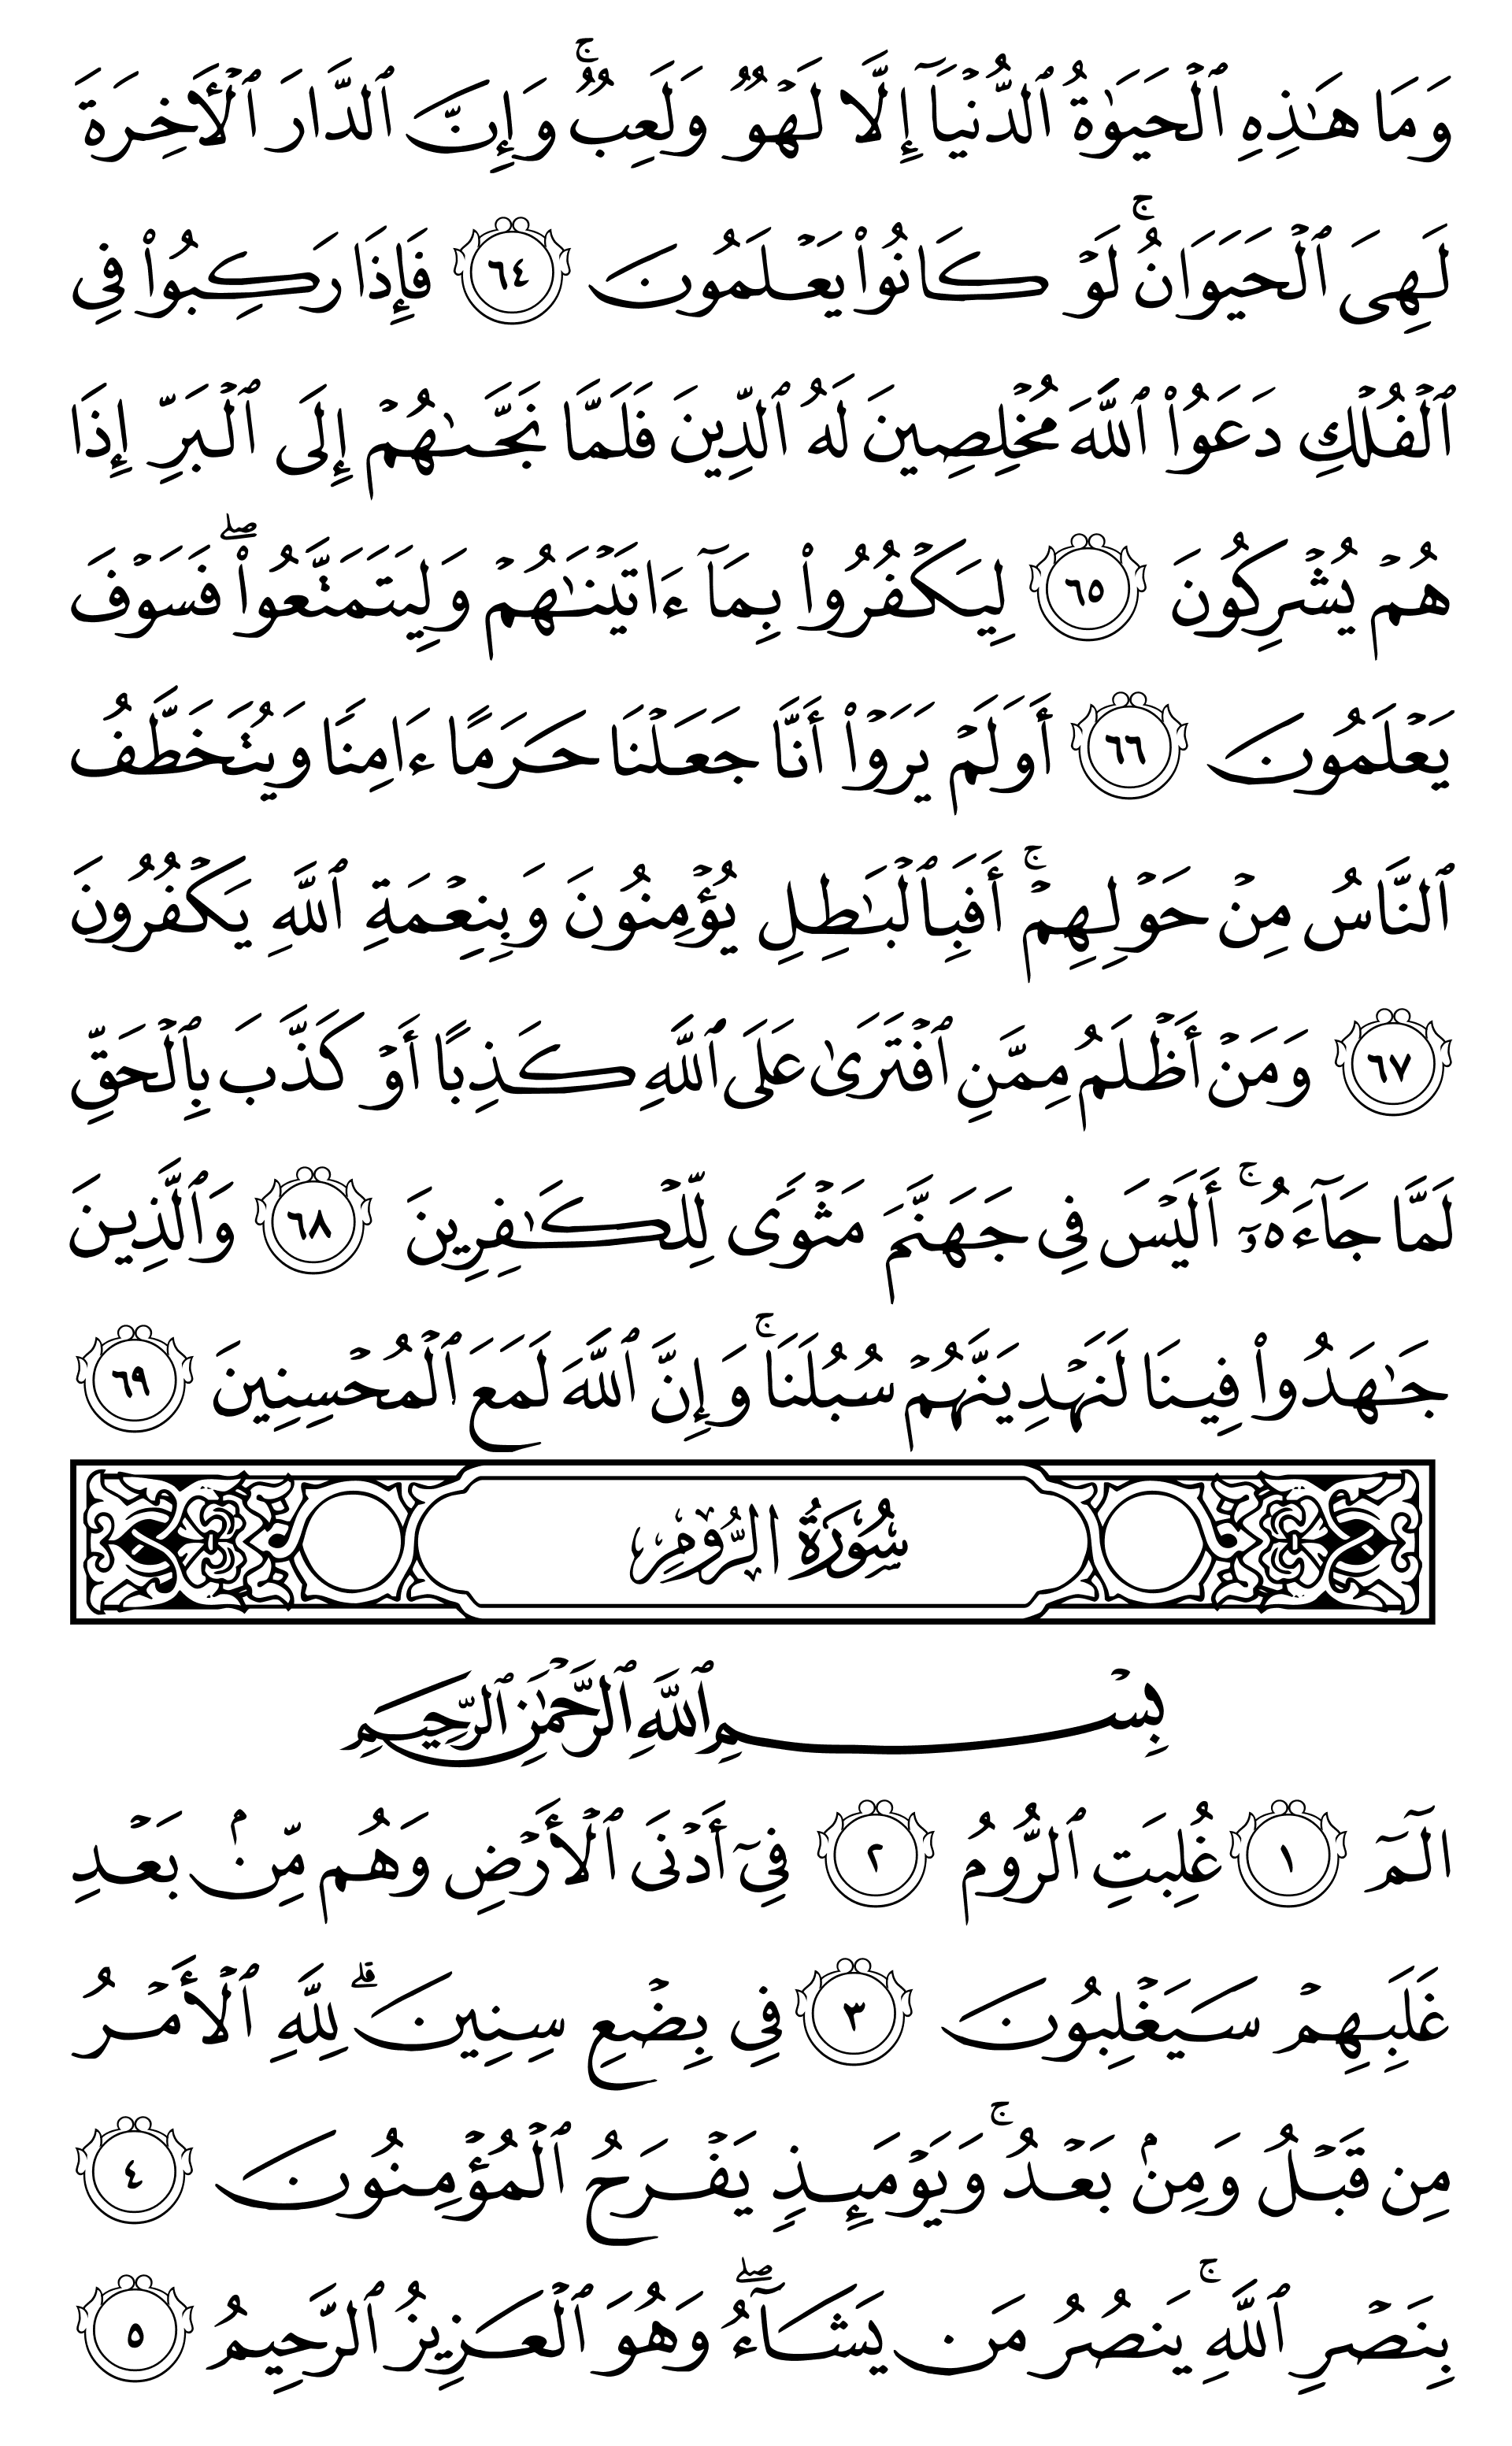 وَمَا هَٰذِهِ ٱلْحَيَوٰةُ ٱلدُّنْيَآ إِلَّا لَهْوٌ وَلَعِبٌ ۚ وَإِنَّ ٱلدَّارَ ٱلْأَخِرَةَ
لَهِىَ ٱلْحَيَوَانُ ۚ لَوْ كَانُوا۟ يَعْلَمُونَ ٦٤ فَإِذَا رَكِبُوا۟ فِى
ٱلْفُلْكِ دَعَوُا۟ ٱللَّهَ مُخْلِصِينَ لَهُ ٱلدِّينَ فَلَمَّا نَجَّىٰهُمْ إِلَى ٱلْبَرِّ إِذَا
هُمْ يُشْرِكُونَ ٦٥ لِيَكْفُرُوا۟ بِمَآ ءَاتَيْنَٰهُمْ وَلِيَتَمَتَّعُوا۟ ۖ فَسَوْفَ
يَعْلَمُونَ ٦٦ أَوَلَمْ يَرَوْا۟ أَنَّا جَعَلْنَا حَرَمًا ءَامِنًا وَيُتَخَطَّفُ
ٱلنَّاسُ مِنْ حَوْلِهِمْ ۚ أَفَبِٱلْبَٰطِلِ يُؤْمِنُونَ وَبِنِعْمَةِ ٱللَّهِ يَكْفُرُونَ
٦٧ وَمَنْ أَظْلَمُ مِمَّنِ ٱفْتَرَىٰ عَلَى ٱللَّهِ كَذِبًا أَوْ كَذَّبَ بِٱلْحَقِّ
لَمَّا جَآءَهُۥٓ ۚ أَلَيْسَ فِى جَهَنَّمَ مَثْوًى لِّلْكَٰفِرِينَ ٦٨ وَٱلَّذِينَ
جَٰهَدُوا۟ فِينَا لَنَهْدِيَنَّهُمْ سُبُلَنَا ۚ وَإِنَّ ٱللَّهَ لَمَعَ ٱلْمُحْسِنِينَ ٦٩
سُورَةُ الرُّومِ
بِسْمِ ٱللَّهِ ٱلرَّحْمَٰنِ ٱلرَّحِيمِ
الٓمٓ ١ غُلِبَتِ ٱلرُّومُ ٢ فِىٓ أَدْنَى ٱلْأَرْضِ وَهُم مِّنۢ بَعْدِ
غَلَبِهِمْ سَيَغْلِبُونَ ٣ فِى بِضْعِ سِنِينَ ۗ لِلَّهِ ٱلْأَمْرُ
مِن قَبْلُ وَمِنۢ بَعْدُ ۚ وَيَوْمَئِذٍ يَفْرَحُ ٱلْمُؤْمِنُونَ ٤
بِنَصْرِ ٱللَّهِ ۚ يَنصُرُ مَن يَشَآءُ ۖ وَهُوَ ٱلْعَزِيزُ ٱلرَّحِيمُ ٥